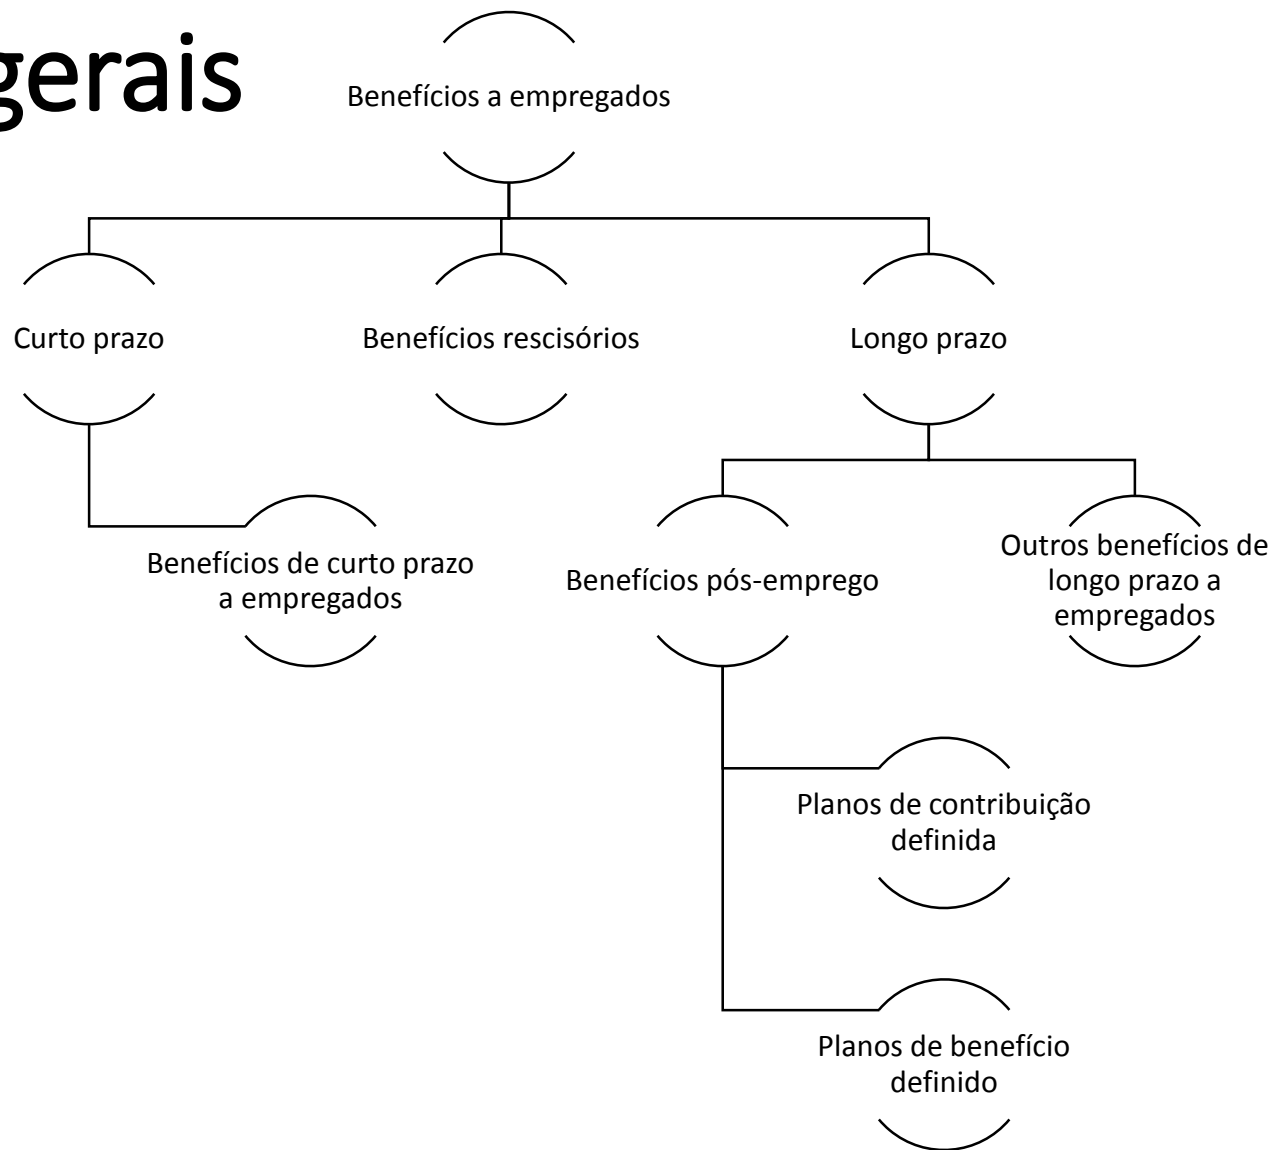 gerais
Benefícios a empregados
Curto prazo
Benefícios rescisórios
Longo prazo
Benefícios de curto prazo
a empregados
Benefícios pós-emprego
Outros benefícios de
longo prazo a
empregados
Planos de contribuição
definida
Planos de benefício
definido